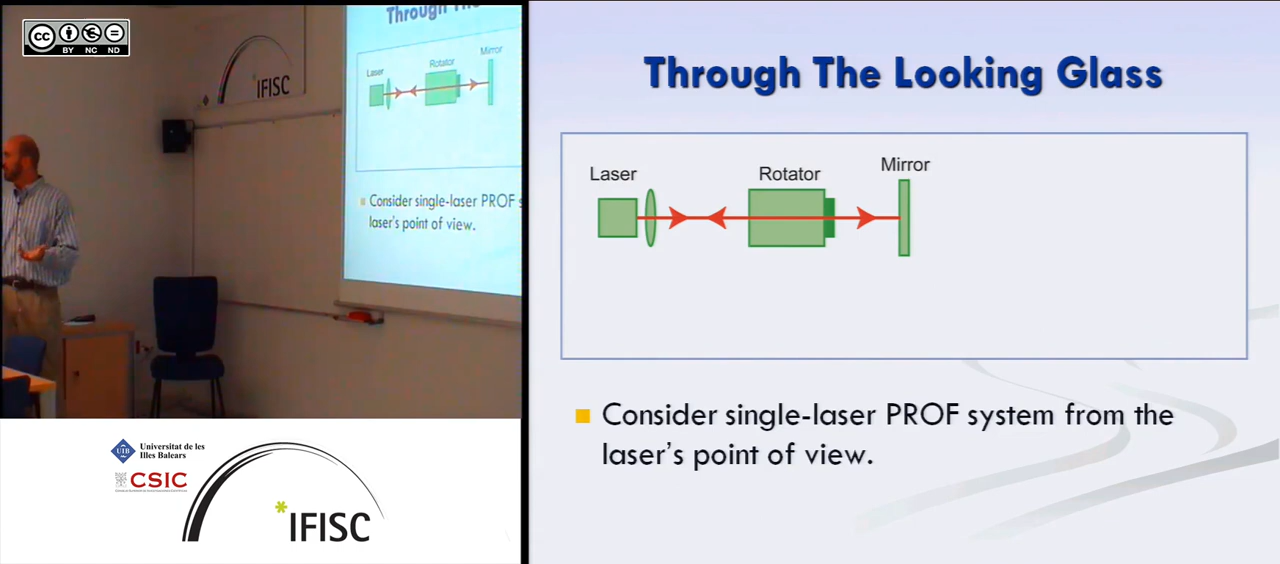 cc
BY NC ND
IFISC
Through The
Laser
Rotator
Mirror
Consider single-laser PROF s
laser's point of view.
UIB
Universitat de les
Illes Balears
CSIC
*IFISC
Through The Looking Glass
Laser
Rotator
Mirror
Consider single-laser PROF system from the
laser's point of view.